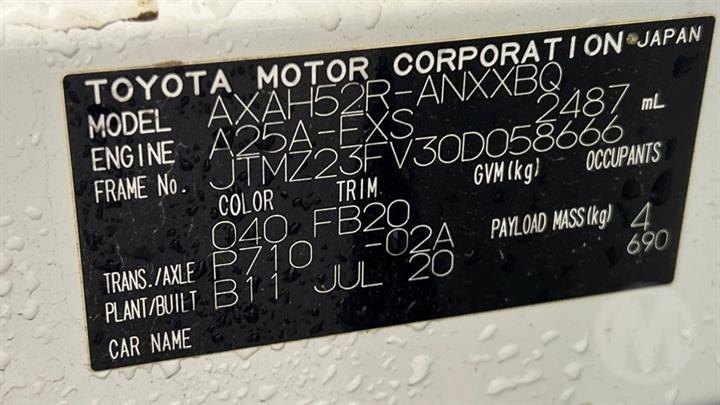 TOYOTA MOTOR CORPORATION JAPAN
MODEL AXAH52R-ANXXBQ
ENGINE A25A-FXS 2487 mL
FRAME No. JTMZ23FV30D058666
COLOR TRIM GVM(kg) OCCUPANTS
040 FB20 PAYLOAD MASS(kg) 4
TRANS./AXLE P710 -02A 690
PLANT/BUILT B11 JUL 20
CAR NAME
M